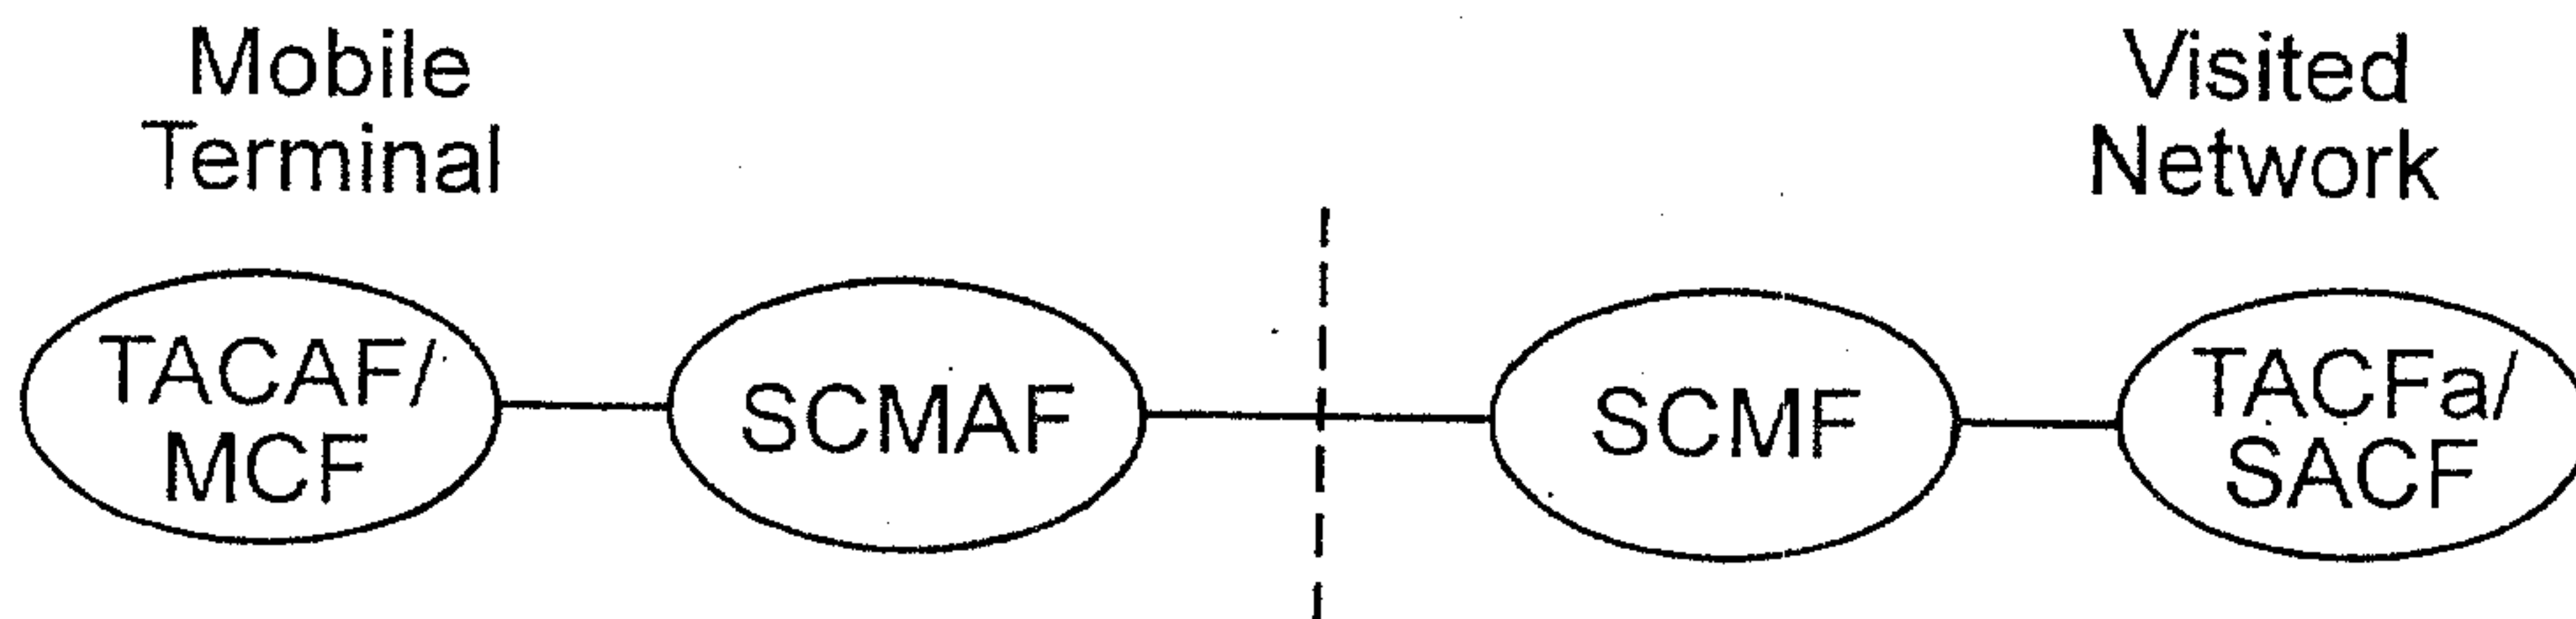 Mobile
Terminal
Visited
Network
TACAF/
MCF
SCMAF
SCMF
TACFa/
SACF